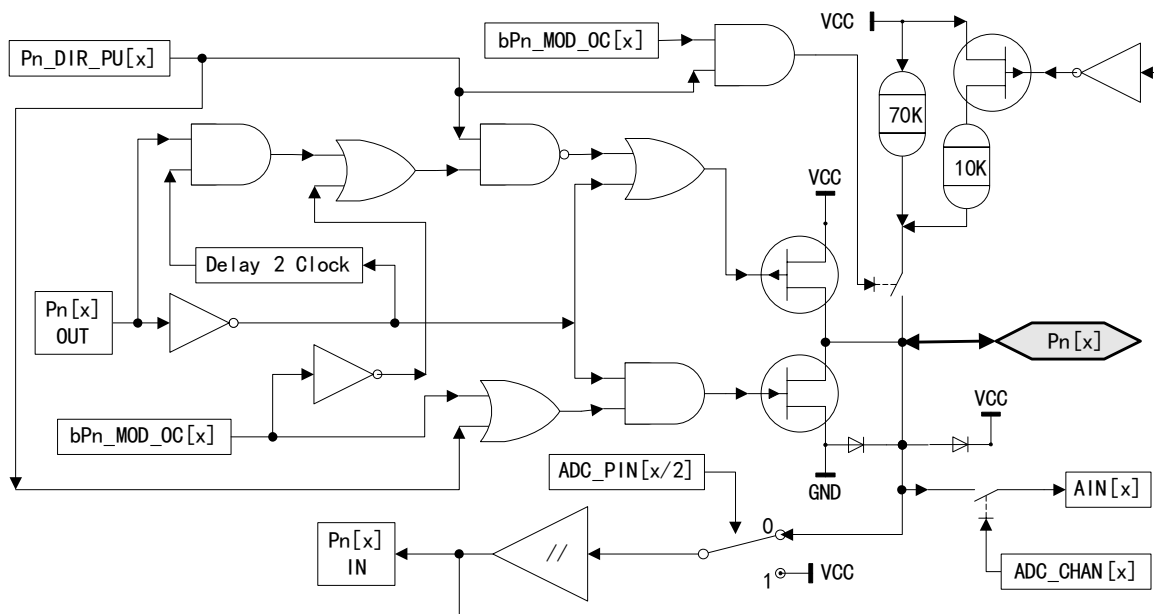 VCC
bPn_MOD_OC[x]
Pn_DIR_PU[x]
70K
10K
VCC
Delay 2 Clock
Pn[x]
OUT
Pn[x]
bPn_MOD_OC[x]
VCC
ADC_PIN[x/2]
GND
AIN[x]
0
Pn[x]
IN
//
1
VCC
ADC_CHAN[x]